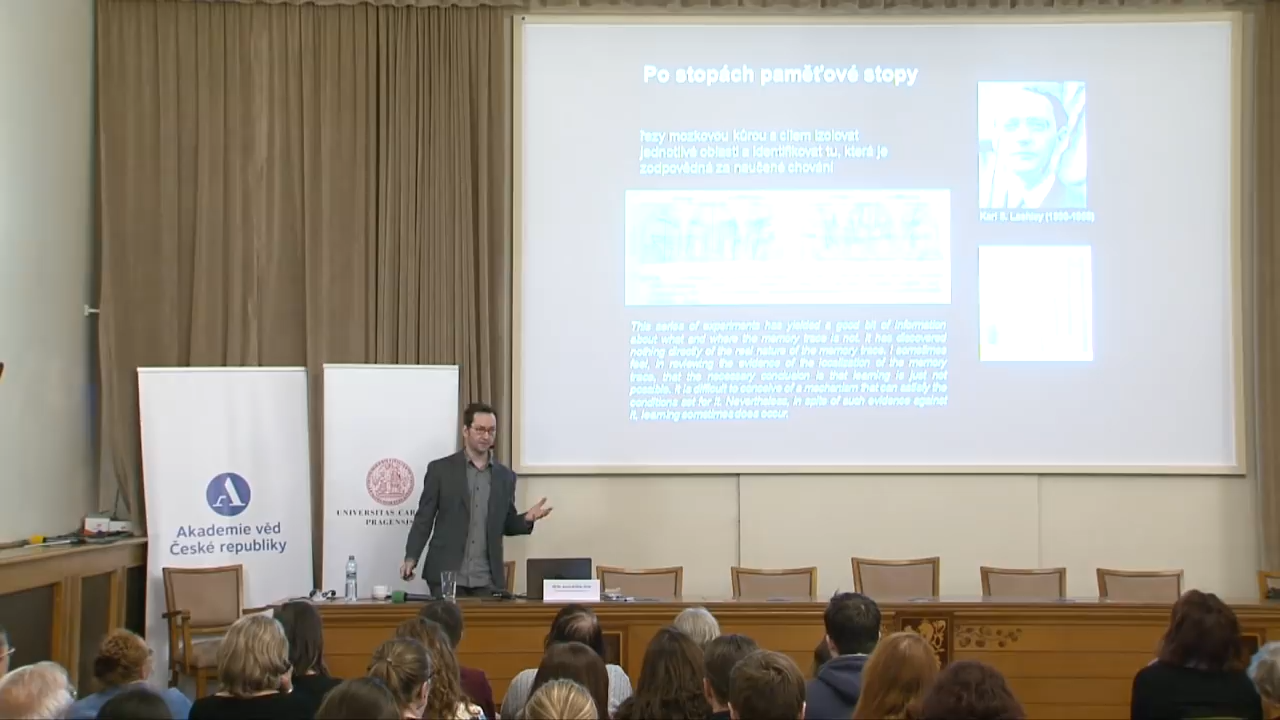 Po stopách paměťové stopy
řezy mozkovou kůrou s cílem izolovat
jednotlivé oblasti a identifikovat tu, která je
zodpovědná za naučené chování
Karl S. Lashley
This series of experiments has yielded a good bit of information
about what and where the memory trace is not. It has discovered
nothing directly of the real nature of the memory trace. I sometimes
feel, in reviewing the evidence of the localization of the memory
trace, that the necessary conclusion is that learning is just not
possible. It is difficult to conceive of a mechanism that can satisfy the
conditions set for it. Nevertheless, in spite of such evidence against
it, learning sometimes does occur.
Akademie věd
České republiky
UNIVERSITAS
PRAGENSIS